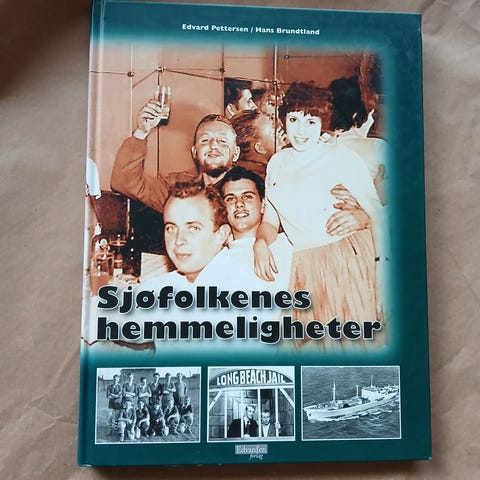 Edvard Pettersen / Hans Brundtland
Sjøfolkenes
hemmeligheter
LONG BEACH JAIL
Edvardsen
forlag